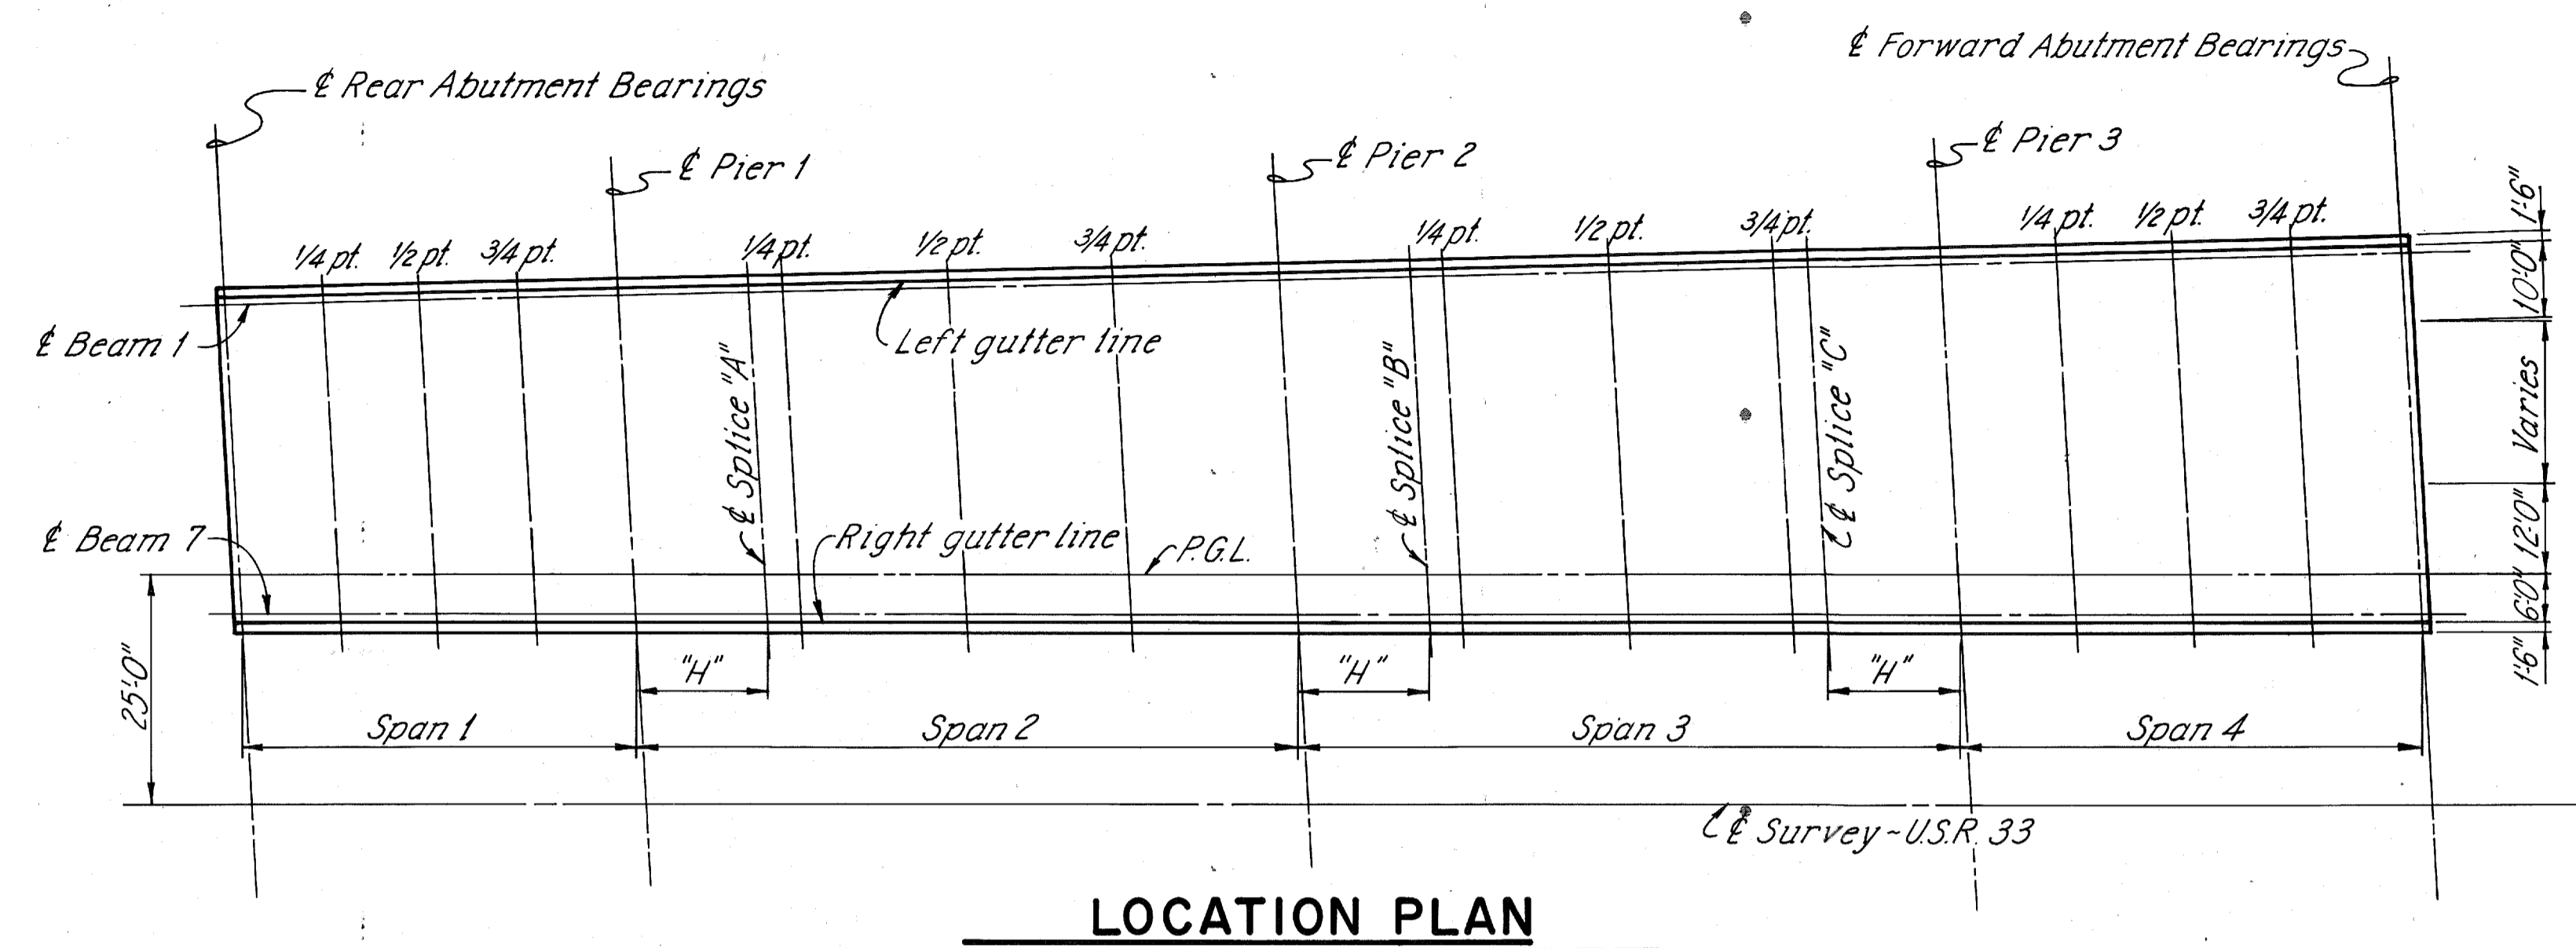 ℄ Rear Abutment Bearings
℄ Forward Abutment Bearings
℄ Pier 1
℄ Pier 2
℄ Pier 3
1/4 pt.
1/2 pt.
3/4 pt.
1/4 pt.
1/2 pt.
3/4 pt.
1/4 pt.
1/2 pt.
3/4 pt.
1/4 pt.
1/2 pt.
3/4 pt.
1'-6"
10'-0"
Varies
12'-0"
6'-0"
1'-6"
℄ Beam 1
Left gutter line
℄ Splice "A"
℄ Splice "B"
℄ Splice "C"
℄ Beam 7
Right gutter line
P.G.L.
25'-0"
"H"
"H"
"H"
Span 1
Span 2
Span 3
Span 4
℄ Survey~U.S.R. 33
LOCATION PLAN